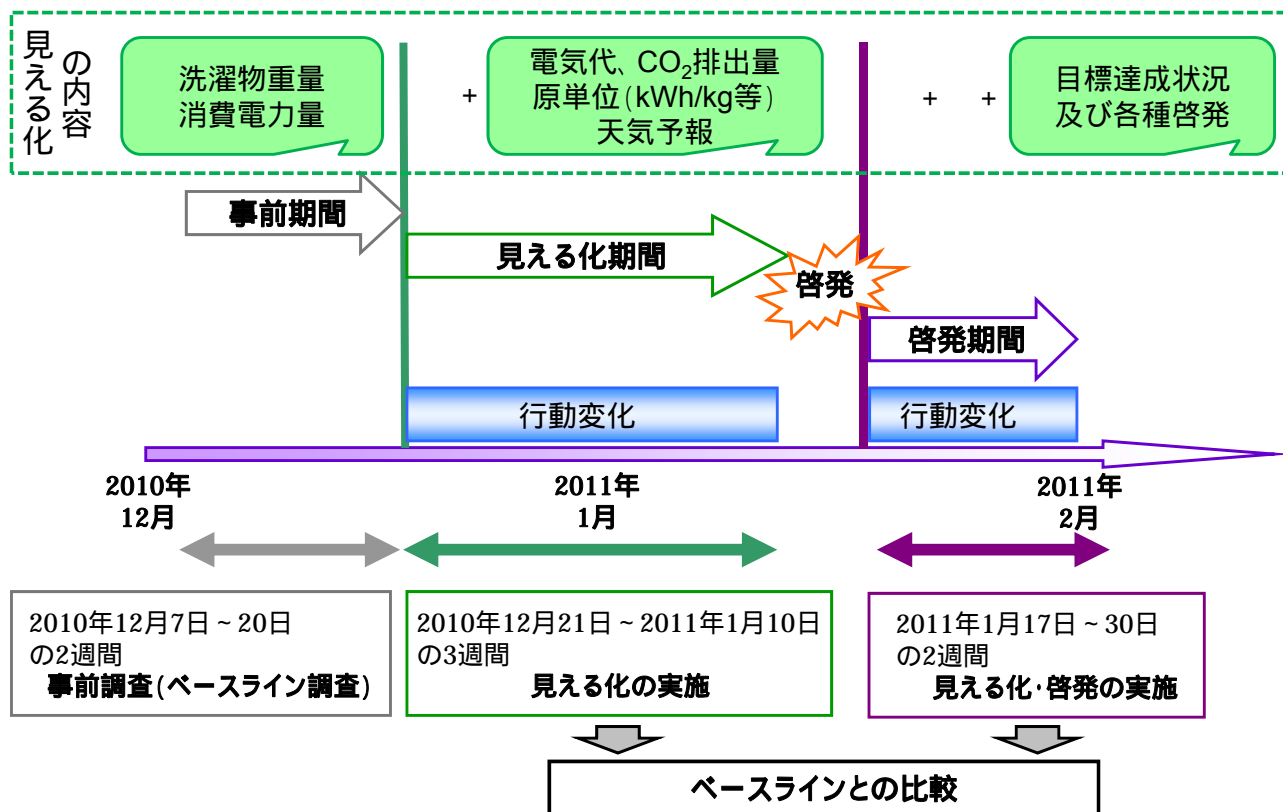 見える化
の内容
洗濯物重量
消費電力量
+
電気代、CO₂排出量
原単位(kWh/kg等)
天気予報
+ +
目標達成状況
及び各種啓発
事前期間
見える化期間
啓発
啓発期間
行動変化
行動変化
2010年
12月
2011年
1月
2011年
2月
2010年12月7日~20日
の2週間
事前調査(ベースライン調査)
2010年12月21日~2011年1月10日
の3週間
見える化の実施
2011年1月17日~30日
の2週間
見える化・啓発の実施
ベースラインとの比較